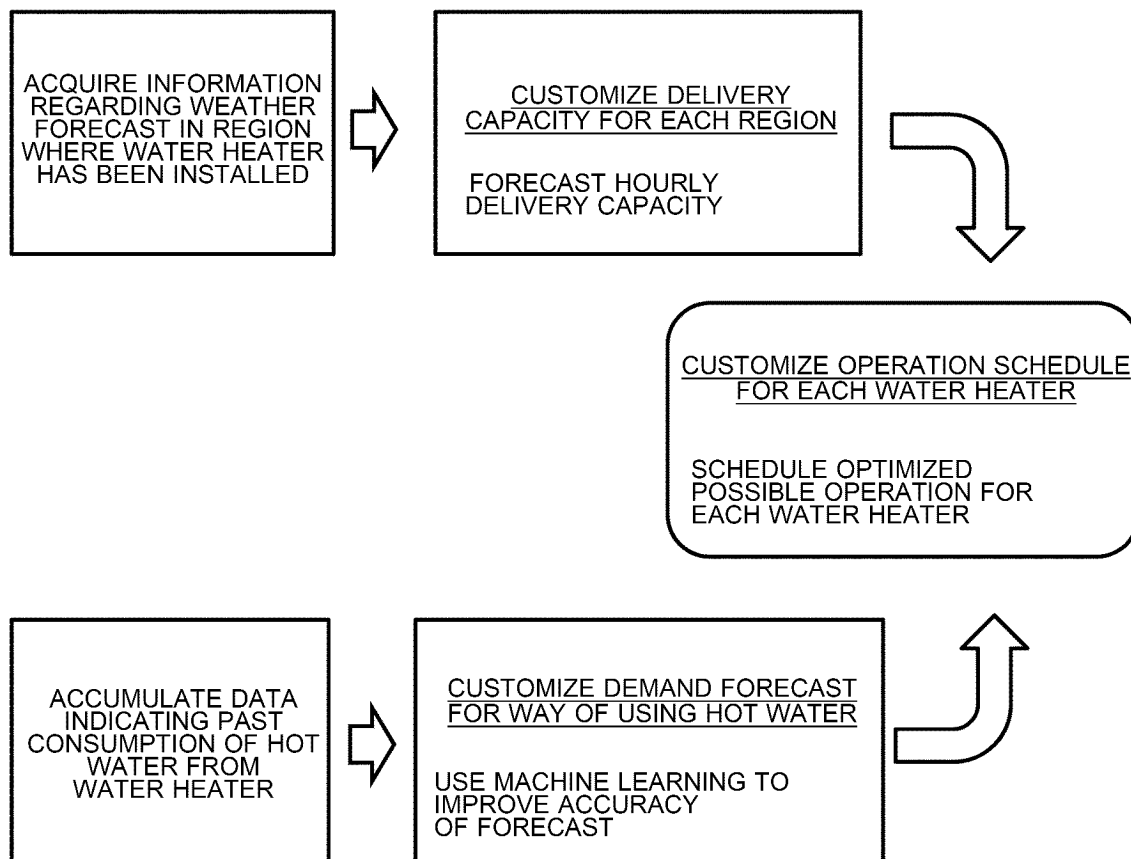 ACQUIRE INFORMATION
REGARDING WEATHER
FORECAST IN REGION
WHERE WATER HEATER
HAS BEEN INSTALLED
CUSTOMIZE DELIVERY
CAPACITY FOR EACH REGION
FORECAST HOURLY
DELIVERY CAPACITY
CUSTOMIZE OPERATION SCHEDULE
FOR EACH WATER HEATER
SCHEDULE OPTIMIZED
POSSIBLE OPERATION FOR
EACH WATER HEATER
ACCUMULATE DATA
INDICATING PAST
CONSUMPTION OF HOT
WATER FROM
WATER HEATER
CUSTOMIZE DEMAND FORECAST
FOR WAY OF USING HOT WATER
USE MACHINE LEARNING TO
IMPROVE ACCURACY
OF FORECAST